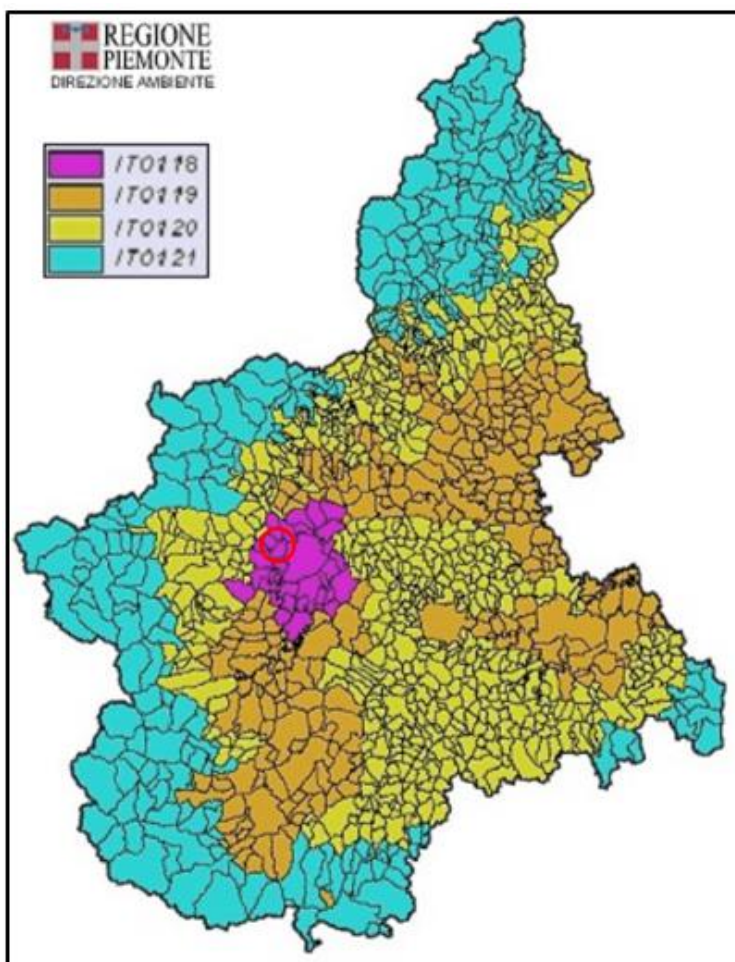 REGIONE
PIEMONTE
DIREZIONE AMBIENTE
IT0118
IT0119
IT0120
IT0121